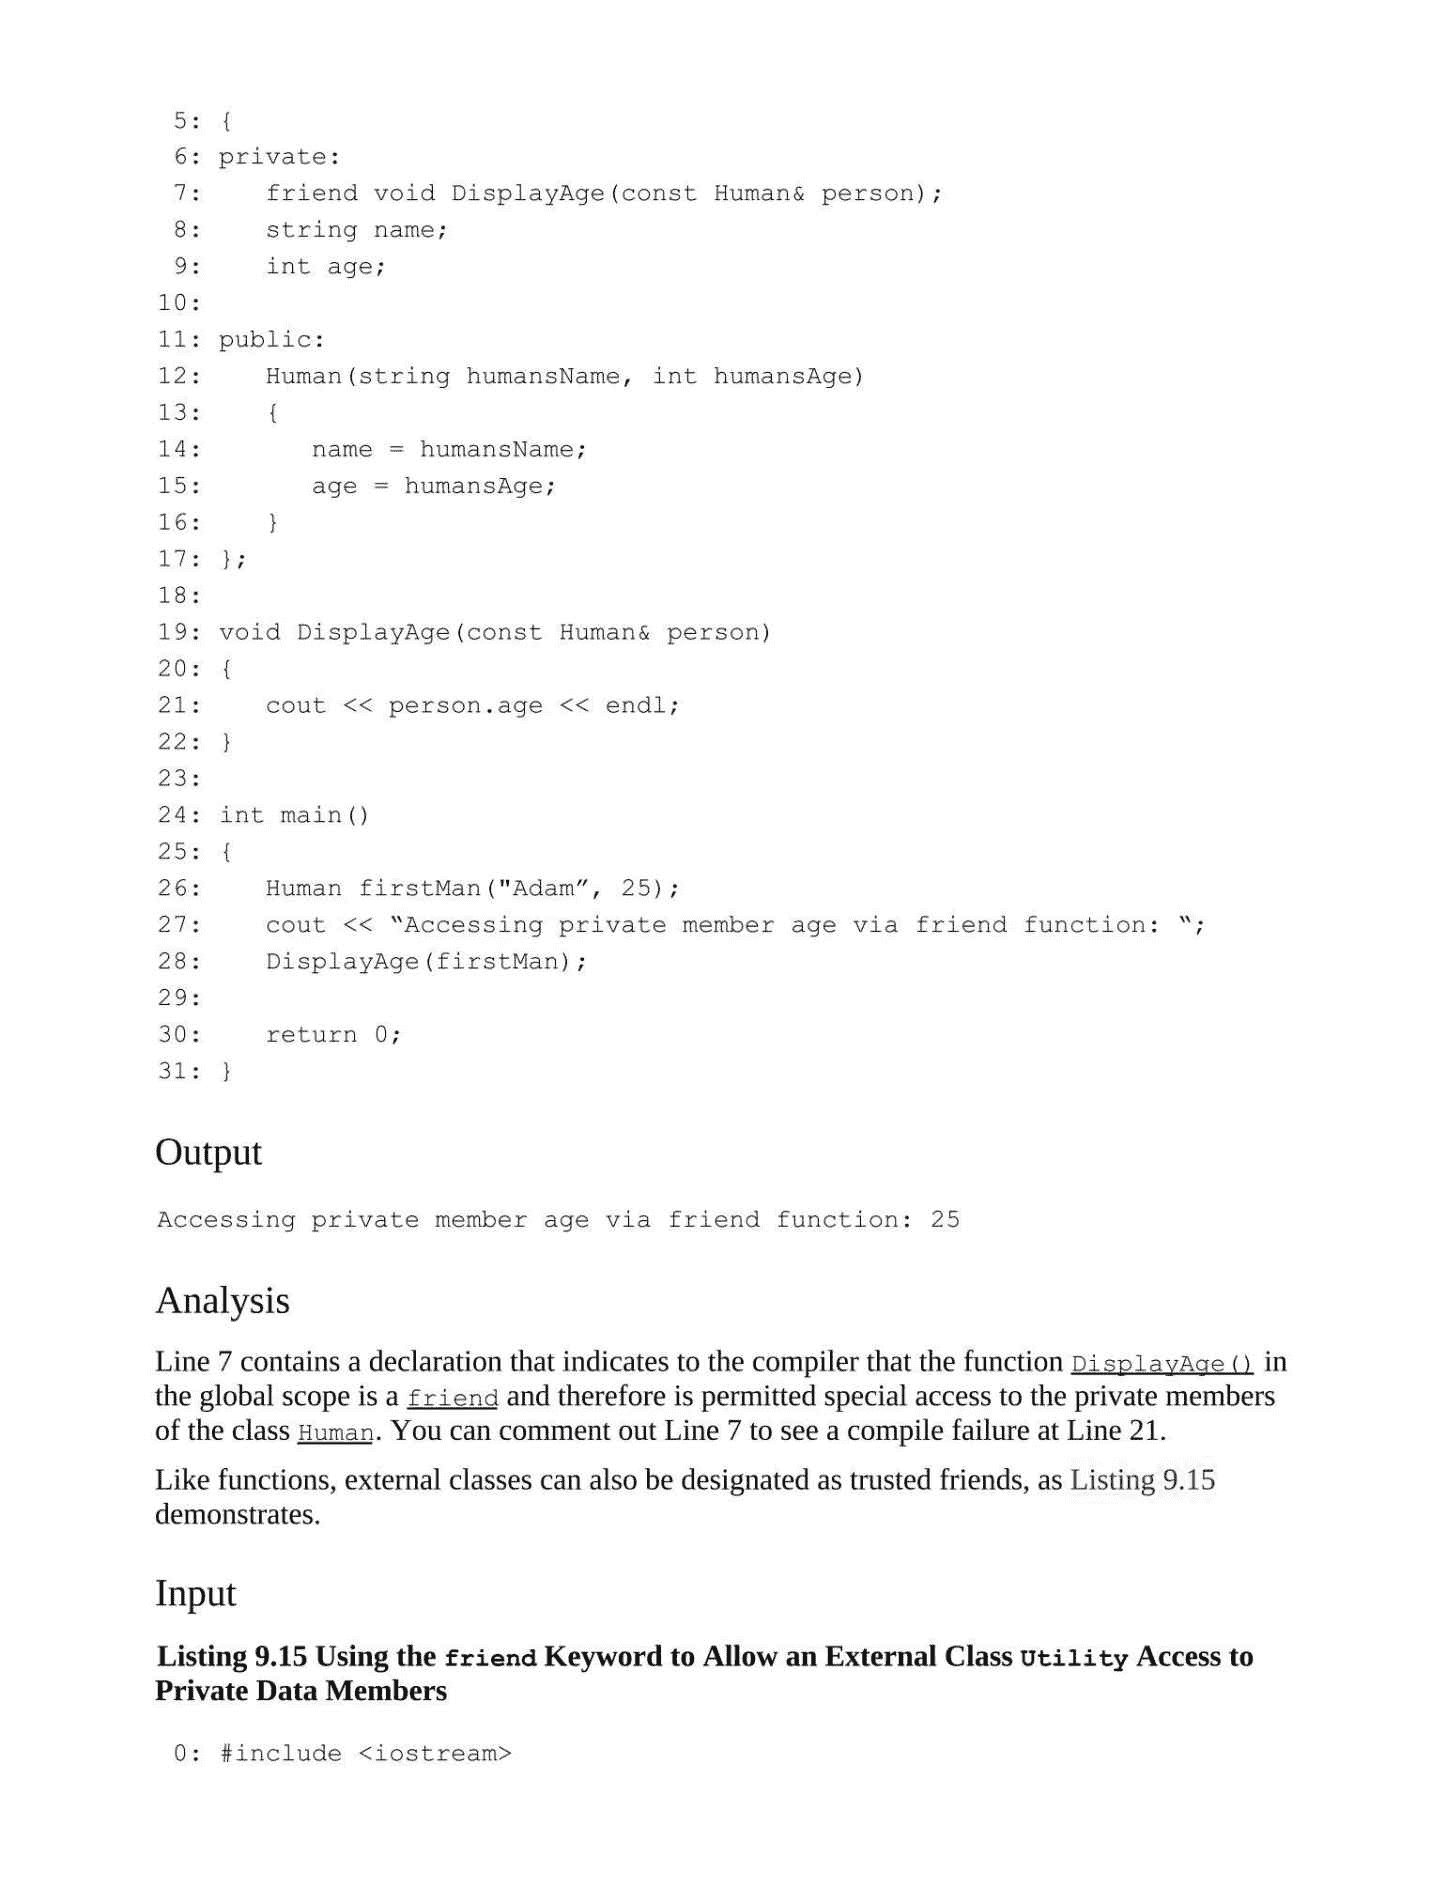 5: {
6: private:
7:    friend void DisplayAge(const Human& person);
8:    string name;
9:    int age;
10:
11: public:
12:    Human(string humansName, int humansAge)
13:    {
14:       name = humansName;
15:       age = humansAge;
16:    }
17: };
18:
19: void DisplayAge(const Human& person)
20: {
21:    cout << person.age << endl;
22: }
23:
24: int main()
25: {
26:    Human firstMan("Adam”, 25);
27:    cout << “Accessing private member age via friend function: “;
28:    DisplayAge(firstMan);
29:
30:    return 0;
31: }
Output
Accessing private member age via friend function: 25
Analysis
Line 7 contains a declaration that indicates to the compiler that the function DisplayAge() in
the global scope is a friend and therefore is permitted special access to the private members
of the class Human. You can comment out Line 7 to see a compile failure at Line 21.
Like functions, external classes can also be designated as trusted friends, as Listing 9.15
demonstrates.
Input
Listing 9.15 Using the friend Keyword to Allow an External Class Utility Access to
Private Data Members
0: #include <iostream>